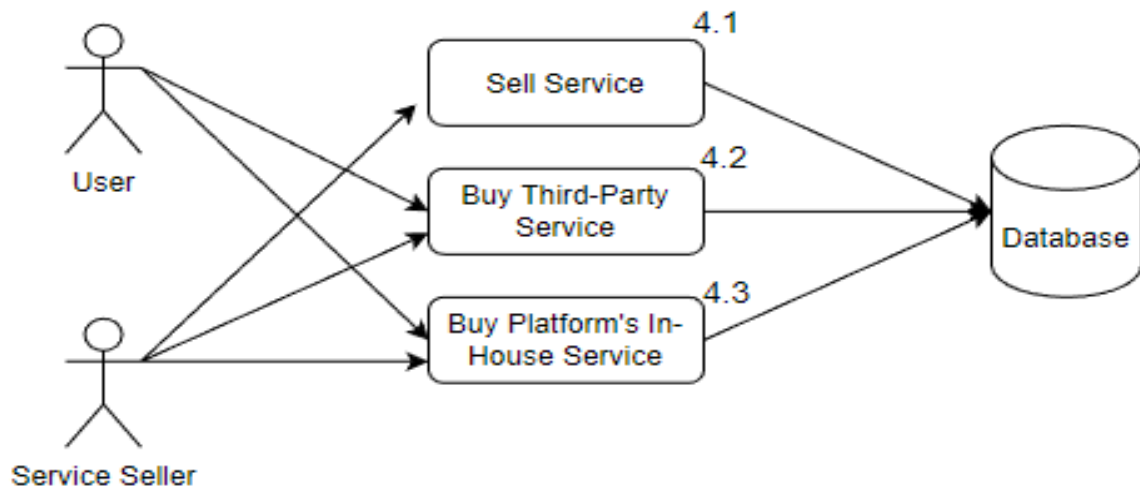 4.1
Sell Service
User
4.2
Buy Third-Party
Service
Database
4.3
Buy Platform's In-
House Service
Service Seller